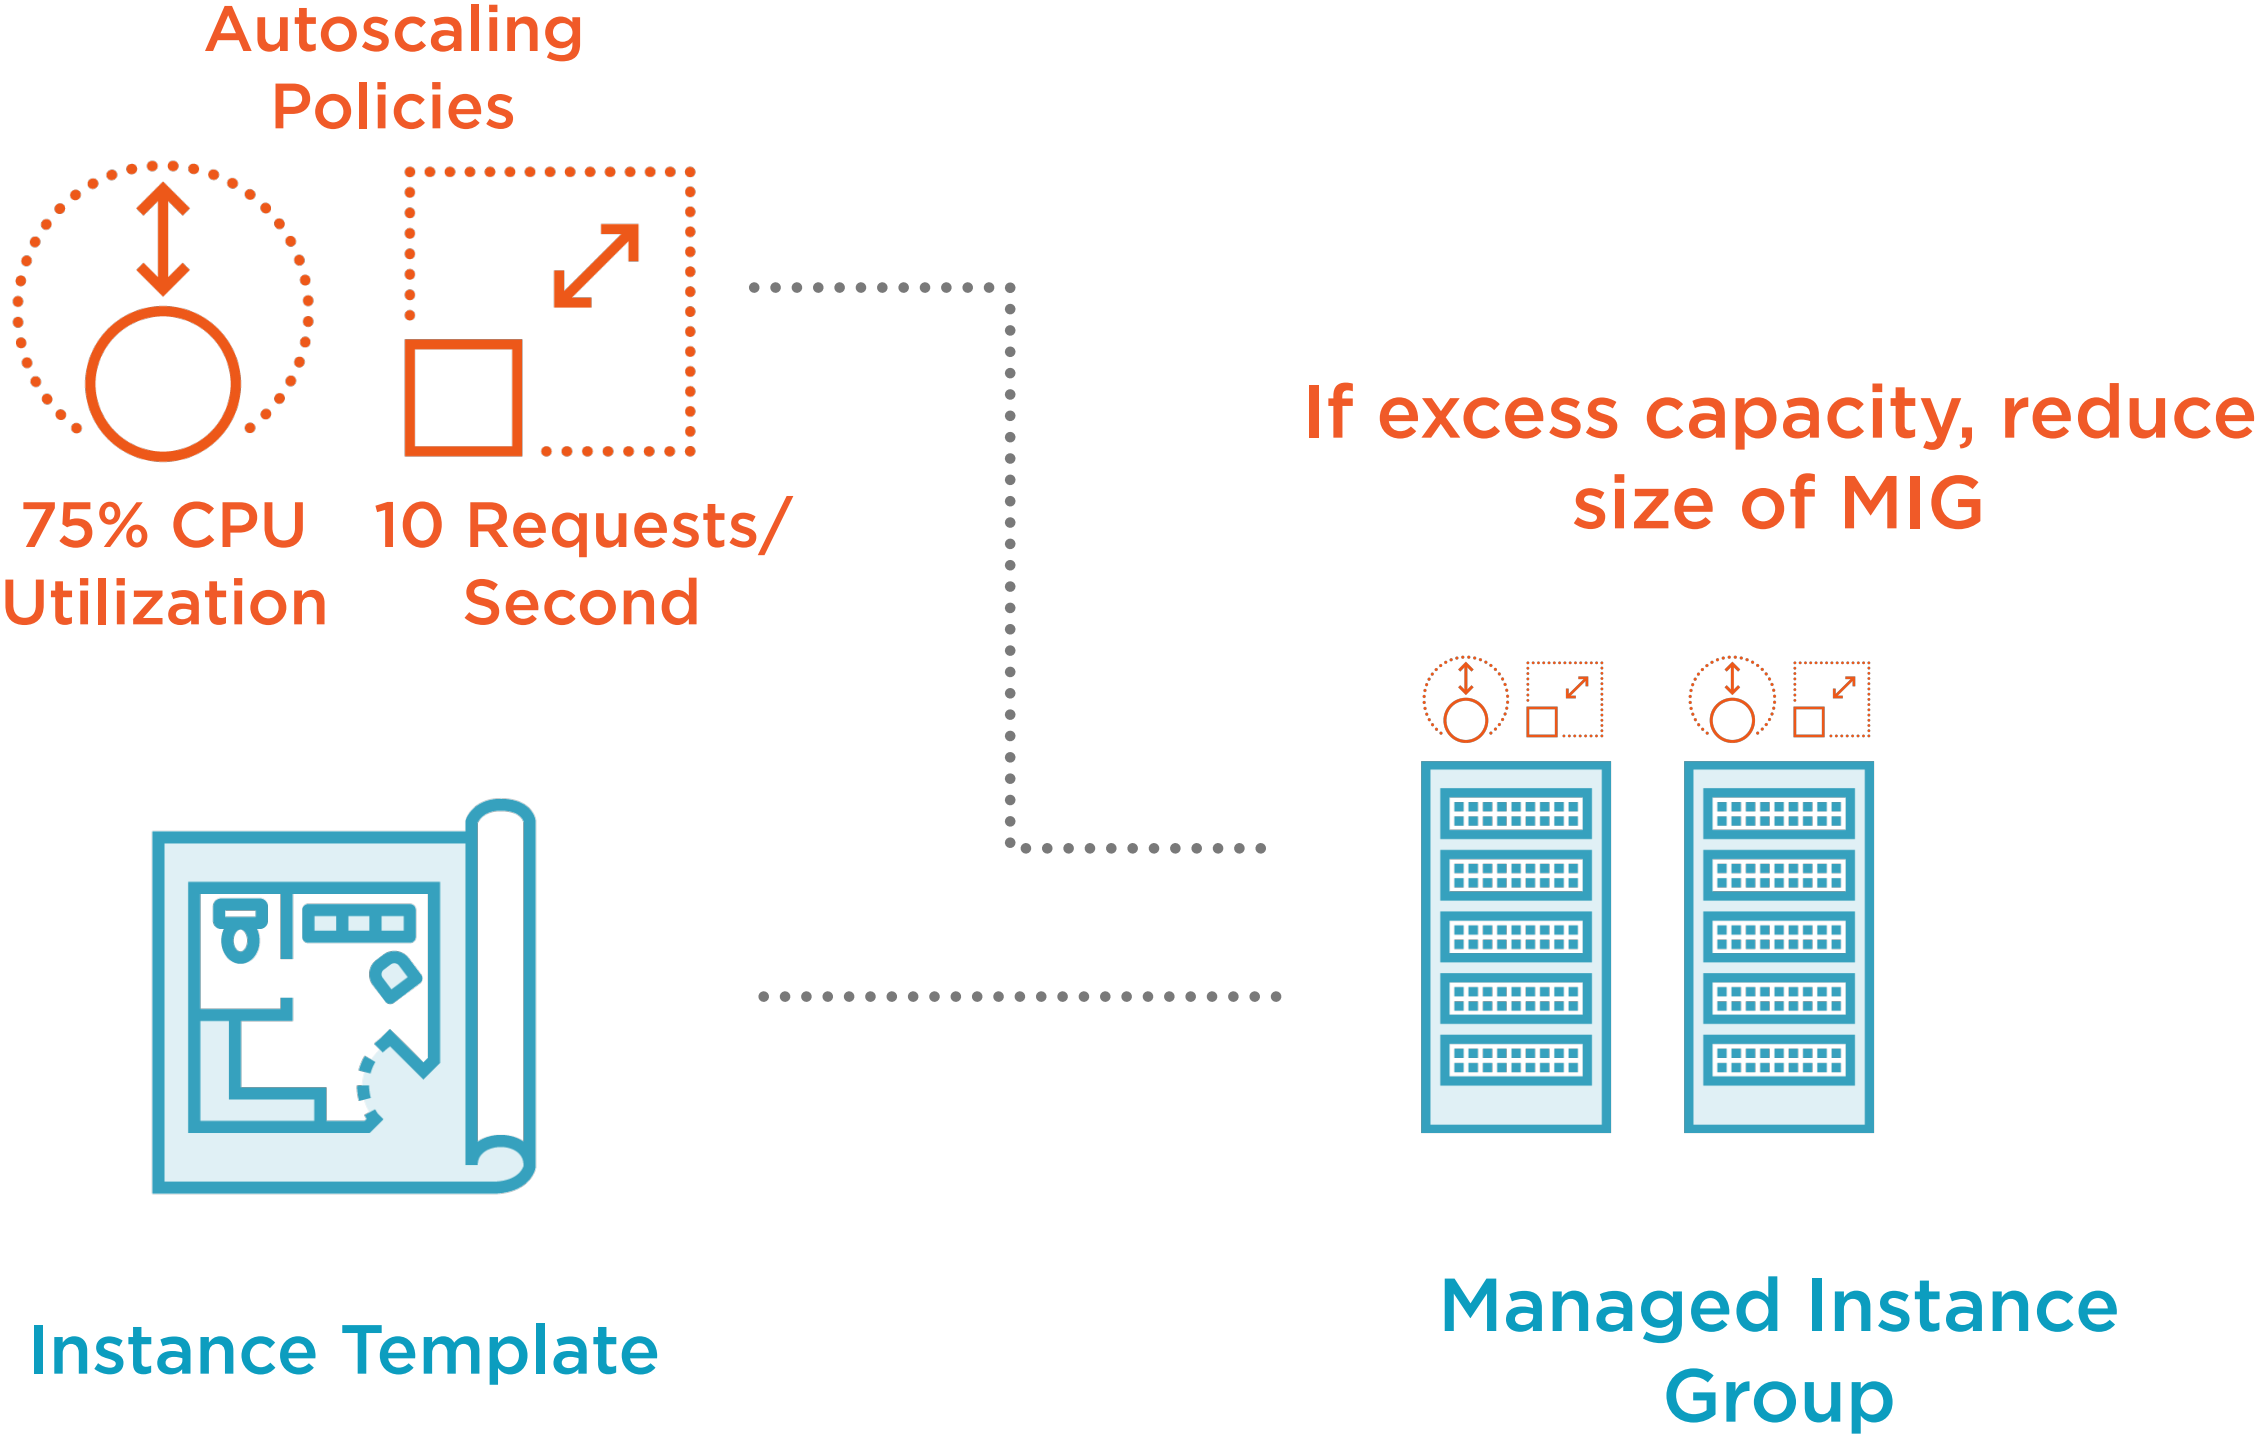 Autoscaling
Policies
75% CPU
Utilization
10 Requests/
Second
If excess capacity, reduce
size of MIG
Instance Template
Managed Instance
Group